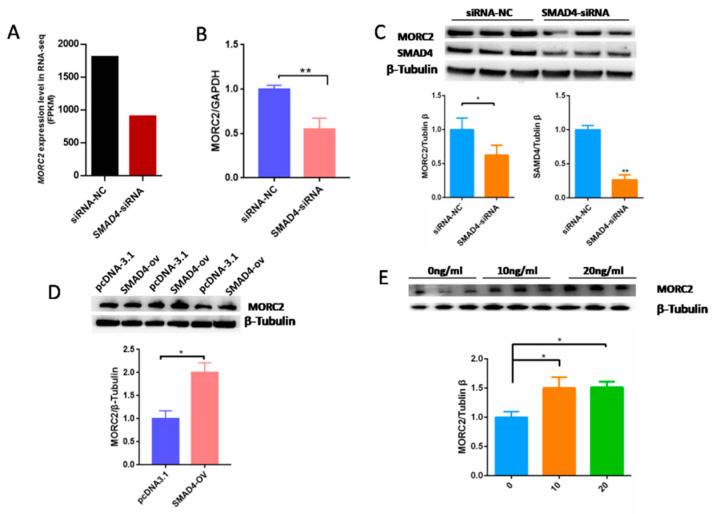 A
MORC2 expression level in RNA-seq
(FPKM)
2000
1500
1000
500
0
siRNA-NC
SMAD4-siRNA
B
MORC2/GAPDH
1.5
1.0
0.5
0.0
**
siRNA-NC
SMAD4-siRNA
C
siRNA-NC SMAD4-siRNA
MORC2
SMAD4
β-Tubulin
MORC2/Tublin β
1.5
1.0
0.5
0.0
*
siRNA-NC
SMAD4-siRNA
SAMD4/Tublin β
1.5
1.0
0.5
0.0
**
siRNA-NC
SMAD4-siRNA
D
pcDNA-3.1
SMAD4-ov
pcDNA-3.1
SMAD4-ov
pcDNA-3.1
SMAD4-ov
MORC2
β-Tubulin
MORC2/β-Tubulin
2.5
2.0
1.5
1.0
0.5
0.0
*
pcDNA3.1
SMAD4-OV
E
0ng/ml 10ng/ml 20ng/ml
MORC2
β-Tubulin
MORC2/Tublin β
2.0
1.5
1.0
0.5
0.0
*
*
0
10
20